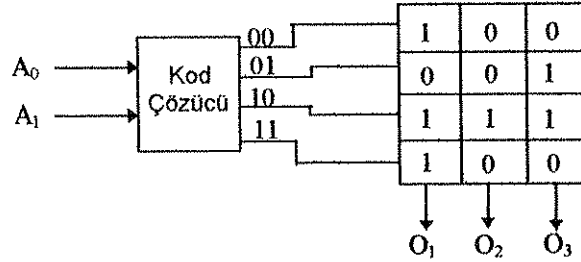 00 1 0 0
A0 01 0 0 1
Kod
Çözücü
10 1 1 1
A1 11 1 0 0
O1 O2 O3